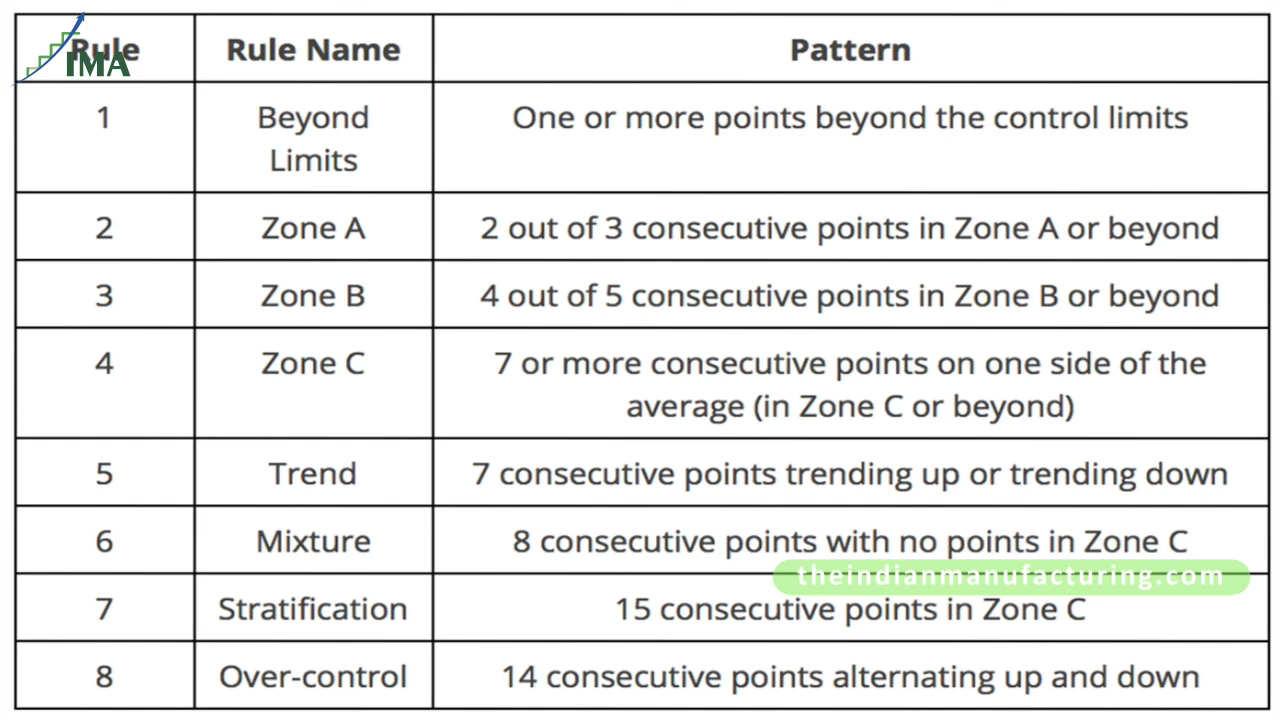 IMA
Rule Rule Name Pattern
1 Beyond Limits One or more points beyond the control limits
2 Zone A 2 out of 3 consecutive points in Zone A or beyond
3 Zone B 4 out of 5 consecutive points in Zone B or beyond
4 Zone C 7 or more consecutive points on one side of the
average (in Zone C or beyond)
5 Trend 7 consecutive points trending up or trending down
6 Mixture 8 consecutive points with no points in Zone C
theindianmanufacturing.com
7 Stratification 15 consecutive points in Zone C
8 Over-control 14 consecutive points alternating up and down